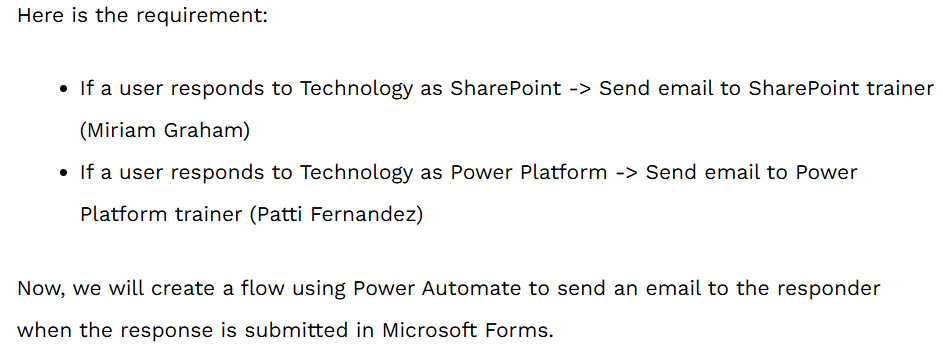 Here is the requirement:
• If a user responds to Technology as SharePoint -> Send email to SharePoint trainer
(Miriam Graham)
• If a user responds to Technology as Power Platform -> Send email to Power
Platform trainer (Patti Fernandez)
Now, we will create a flow using Power Automate to send an email to the responder
when the response is submitted in Microsoft Forms.